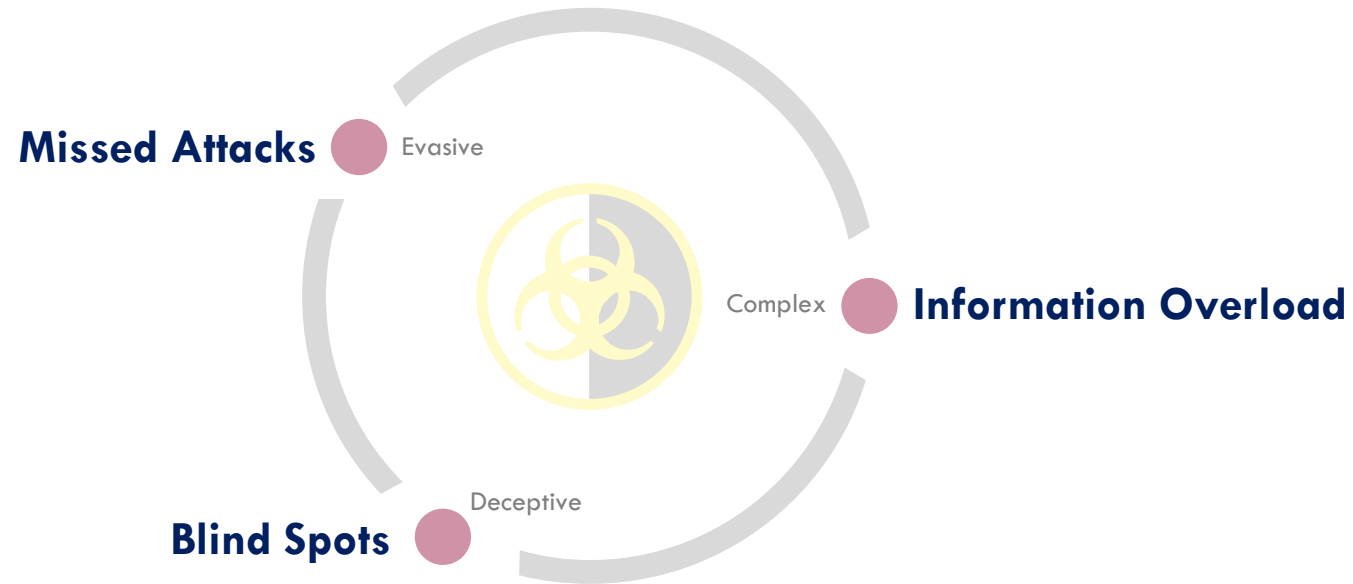 Missed Attacks
Evasive
Complex
Information Overload
Deceptive
Blind Spots